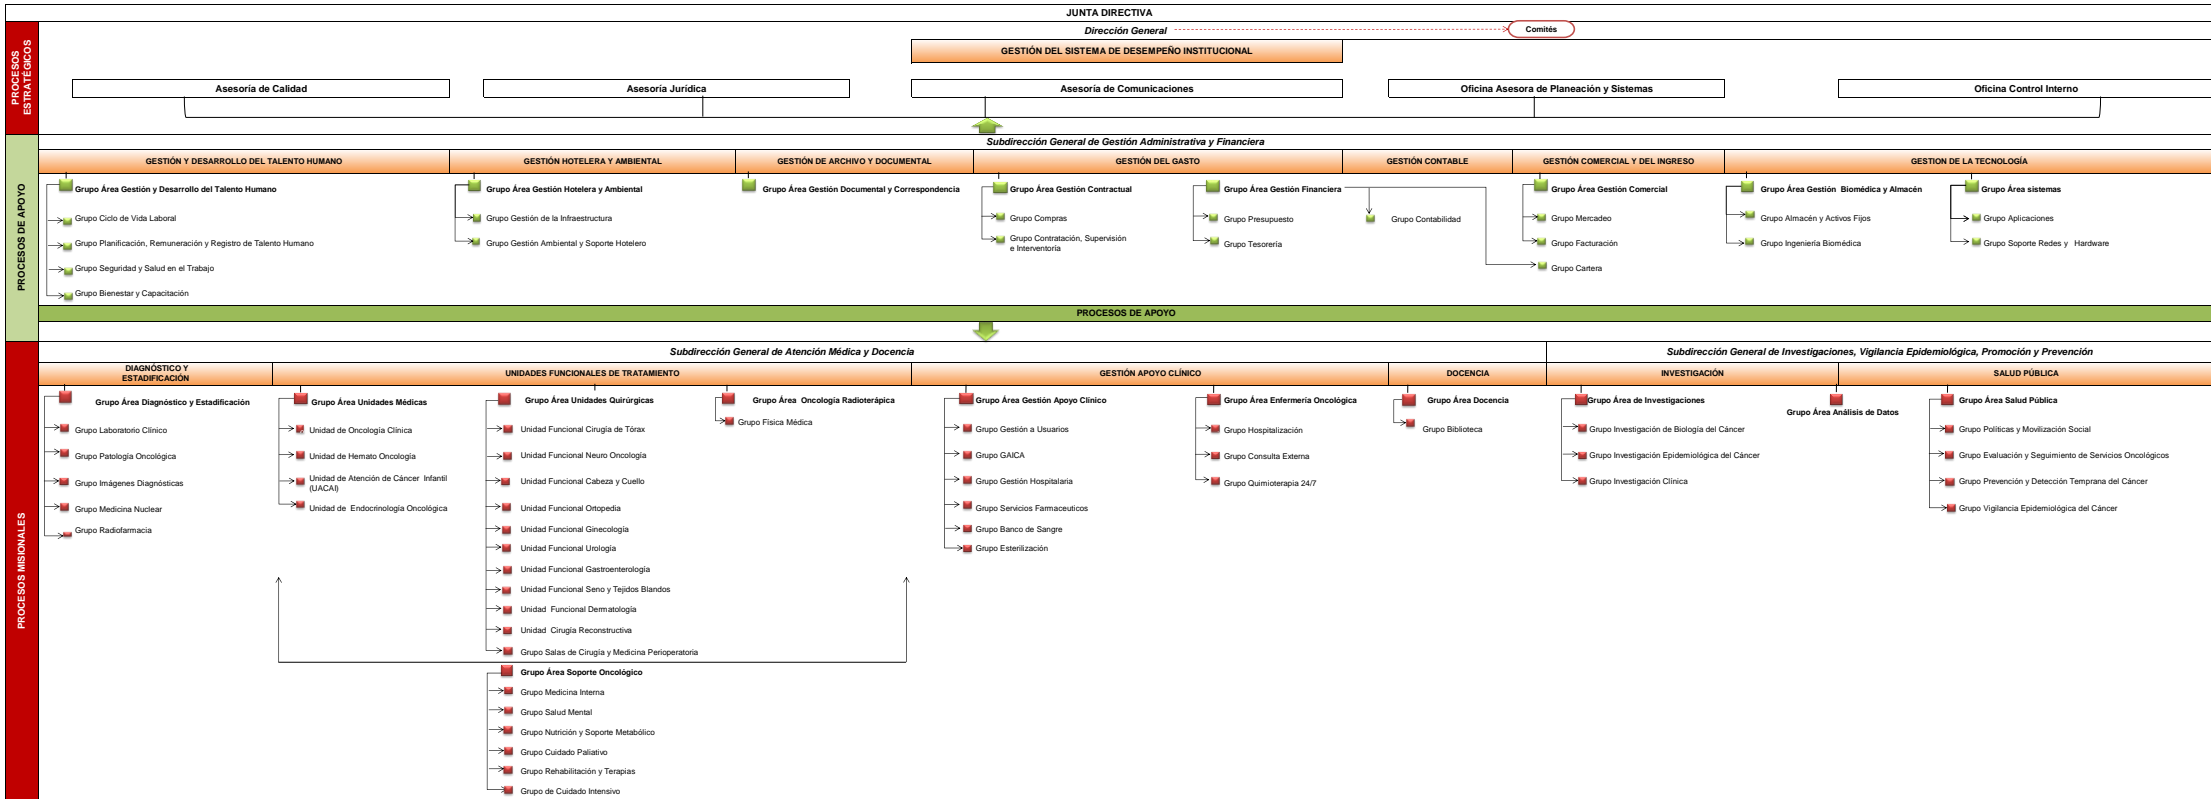 JUNTA DIRECTIVA
PROCESOS
ESTRATÉGICOS
Dirección General
Comités
GESTIÓN DEL SISTEMA DE DESEMPEÑO INSTITUCIONAL
Asesoría de Calidad
Asesoría Jurídica
Asesoría de Comunicaciones
Oficina Asesora de Planeación y Sistemas
Oficina Control Interno
PROCESOS DE APOYO
Subdirección General de Gestión Administrativa y Financiera
GESTIÓN Y DESARROLLO DEL TALENTO HUMANO
GESTIÓN HOTELERA Y AMBIENTAL
GESTIÓN DE ARCHIVO Y DOCUMENTAL
GESTIÓN DEL GASTO
GESTIÓN CONTABLE
GESTIÓN COMERCIAL Y DEL INGRESO
GESTION DE LA TECNOLOGÍA
Grupo Área Gestión y Desarrollo del Talento Humano
Grupo Ciclo de Vida Laboral
Grupo Planificación, Remuneración y Registro de Talento Humano
Grupo Seguridad y Salud en el Trabajo
Grupo Bienestar y Capacitación
Grupo Área Gestión Hotelera y Ambiental
Grupo Gestión de la Infraestructura
Grupo Gestión Ambiental y Soporte Hotelero
Grupo Área Gestión Documental y Correspondencia
Grupo Área Gestión Contractual
Grupo Compras
Grupo Contratación, Supervisión
e Interventoría
Grupo Área Gestión Financiera
Grupo Presupuesto
Grupo Tesorería
Grupo Contabilidad
Grupo Área Gestión Comercial
Grupo Mercadeo
Grupo Facturación
Grupo Cartera
Grupo Área Gestión Biomédica y Almacén
Grupo Almacén y Activos Fijos
Grupo Ingeniería Biomédica
Grupo Área sistemas
Grupo Aplicaciones
Grupo Soporte Redes y Hardware
PROCESOS DE APOYO
PROCESOS MISIONALES
Subdirección General de Atención Médica y Docencia
Subdirección General de Investigaciones, Vigilancia Epidemiológica, Promoción y Prevención
DIAGNÓSTICO Y
ESTADIFICACIÓN
UNIDADES FUNCIONALES DE TRATAMIENTO
GESTIÓN APOYO CLÍNICO
DOCENCIA
INVESTIGACIÓN
SALUD PÚBLICA
Grupo Área Diagnóstico y Estadificación
Grupo Laboratorio Clínico
Grupo Patología Oncológica
Grupo Imágenes Diagnósticas
Grupo Medicina Nuclear
Grupo Radiofarmacia
Grupo Área Unidades Médicas
Unidad de Oncología Clínica
Unidad de Hemato Oncología
Unidad de Atención de Cáncer Infantil
(UACAI)
Unidad de Endocrinología Oncológica
Grupo Área Unidades Quirúrgicas
Unidad Funcional Cirugía de Tórax
Unidad Funcional Neuro Oncología
Unidad Funcional Cabeza y Cuello
Unidad Funcional Ortopedia
Unidad Funcional Ginecología
Unidad Funcional Urología
Unidad Funcional Gastroenterología
Unidad Funcional Seno y Tejidos Blandos
Unidad Funcional Dermatología
Unidad Cirugía Reconstructiva
Grupo Salas de Cirugía y Medicina Perioperatoria
Grupo Área Soporte Oncológico
Grupo Medicina Interna
Grupo Salud Mental
Grupo Nutrición y Soporte Metabólico
Grupo Cuidado Paliativo
Grupo Rehabilitación y Terapias
Grupo de Cuidado Intensivo
Grupo Área Oncología Radioterápica
Grupo Física Médica
Grupo Área Gestión Apoyo Clínico
Grupo Gestión a Usuarios
Grupo GAICA
Grupo Gestión Hospitalaria
Grupo Servicios Farmaceuticos
Grupo Banco de Sangre
Grupo Esterilización
Grupo Área Enfermería Oncológica
Grupo Hospitalización
Grupo Consulta Externa
Grupo Quimioterapia 24/7
Grupo Área Docencia
Grupo Biblioteca
Grupo Área de Investigaciones
Grupo Investigación de Biología del Cáncer
Grupo Investigación Epidemiológica del Cáncer
Grupo Investigación Clínica
Grupo Área Análisis de Datos
Grupo Área Salud Pública
Grupo Políticas y Movilización Social
Grupo Evaluación y Seguimiento de Servicios Oncológicos
Grupo Prevención y Detección Temprana del Cáncer
Grupo Vigilancia Epidemiológica del Cáncer